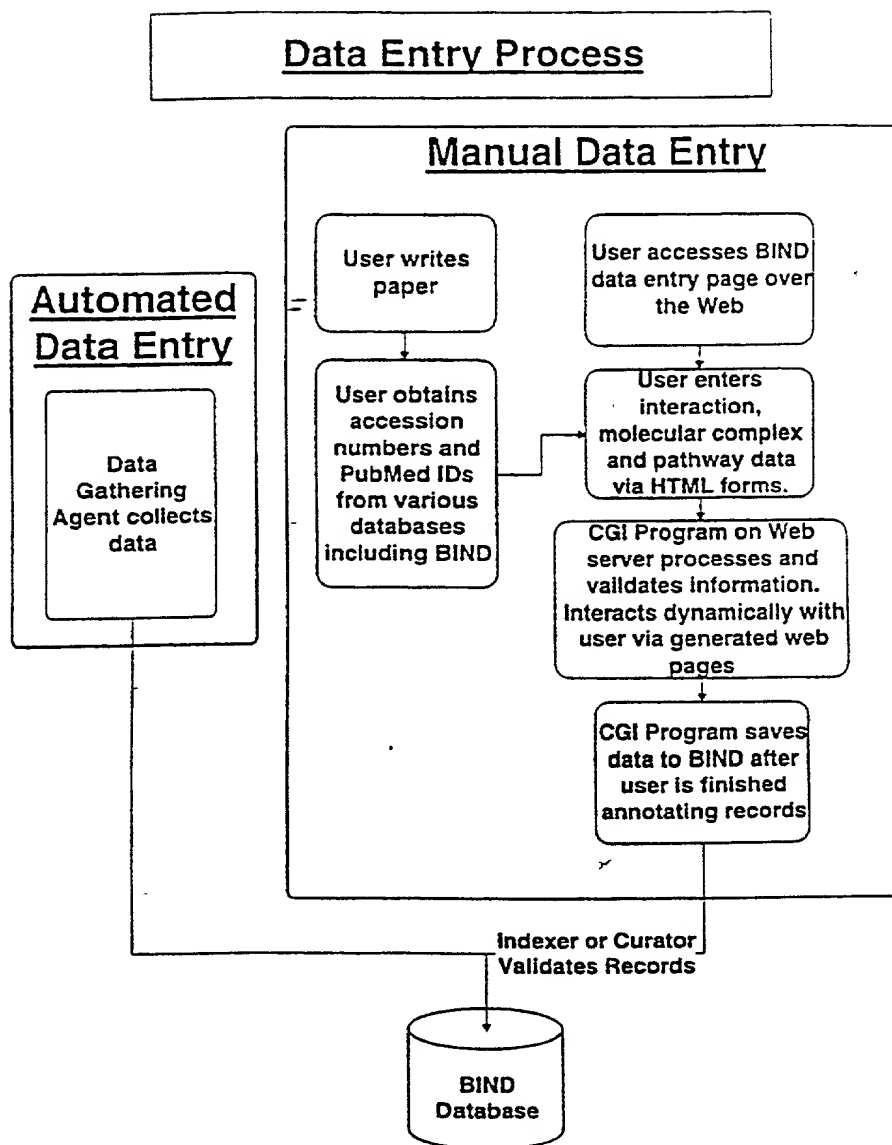 Data Entry Process
Manual Data Entry
Automated
Data Entry
Data
Gathering
Agent collects
data
User writes
paper
User obtains
accession
numbers and
PubMed IDs
from various
databases
including BIND
User accesses BIND
data entry page over
the Web
User enters
interaction,
molecular complex
and pathway data
via HTML forms.
CGI Program on Web
server processes and
validates information.
Interacts dynamically with
user via generated web
pages
CGI Program saves
data to BIND after
user is finished
annotating records
Indexer or Curator
Validates Records
BIND
Database